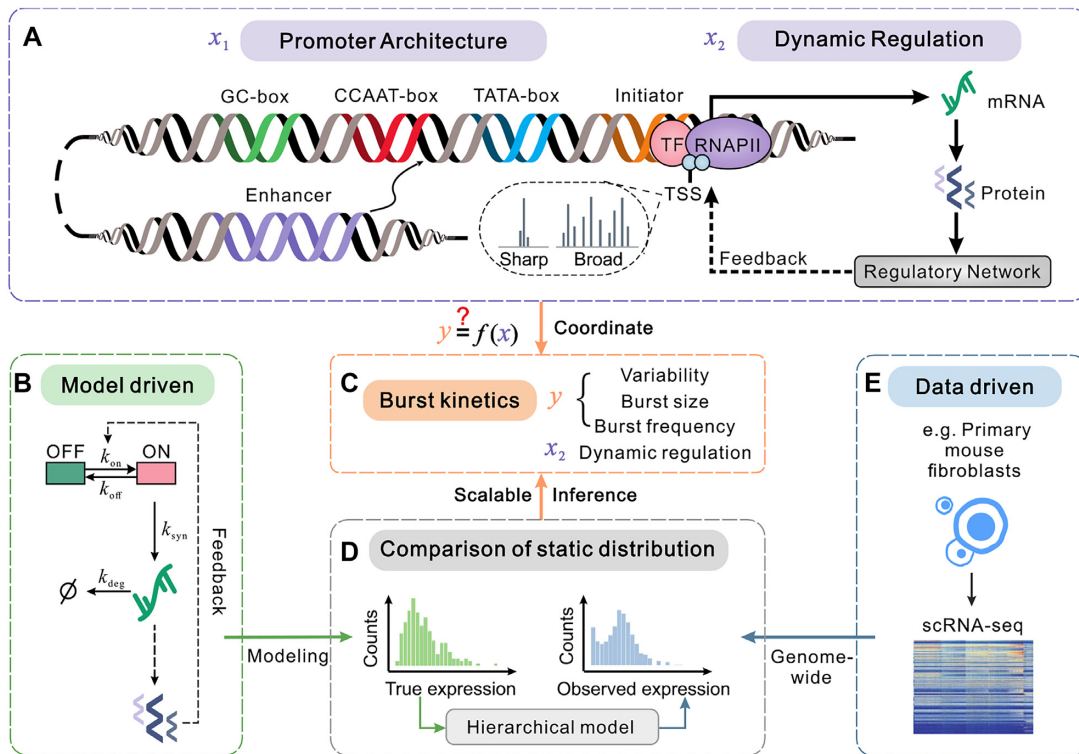 A
x1 Promoter Architecture
x2 Dynamic Regulation
GC-box CCAAT-box TATA-box Initiator
TF RNAPII
mRNA
Enhancer
TSS
Protein
Sharp Broad
Feedback
Regulatory Network
y ?= f(x)
Coordinate
B Model driven
OFF ON
kon
koff
ksyn
kdeg
∅
Feedback
Modeling
C Burst kinetics
y { Variability
Burst size
Burst frequency
x2 Dynamic regulation
Scalable Inference
D Comparison of static distribution
Counts
True expression
Counts
Observed expression
Hierarchical model
E Data driven
e.g. Primary
mouse
fibroblasts
scRNA-seq
Genome-
wide